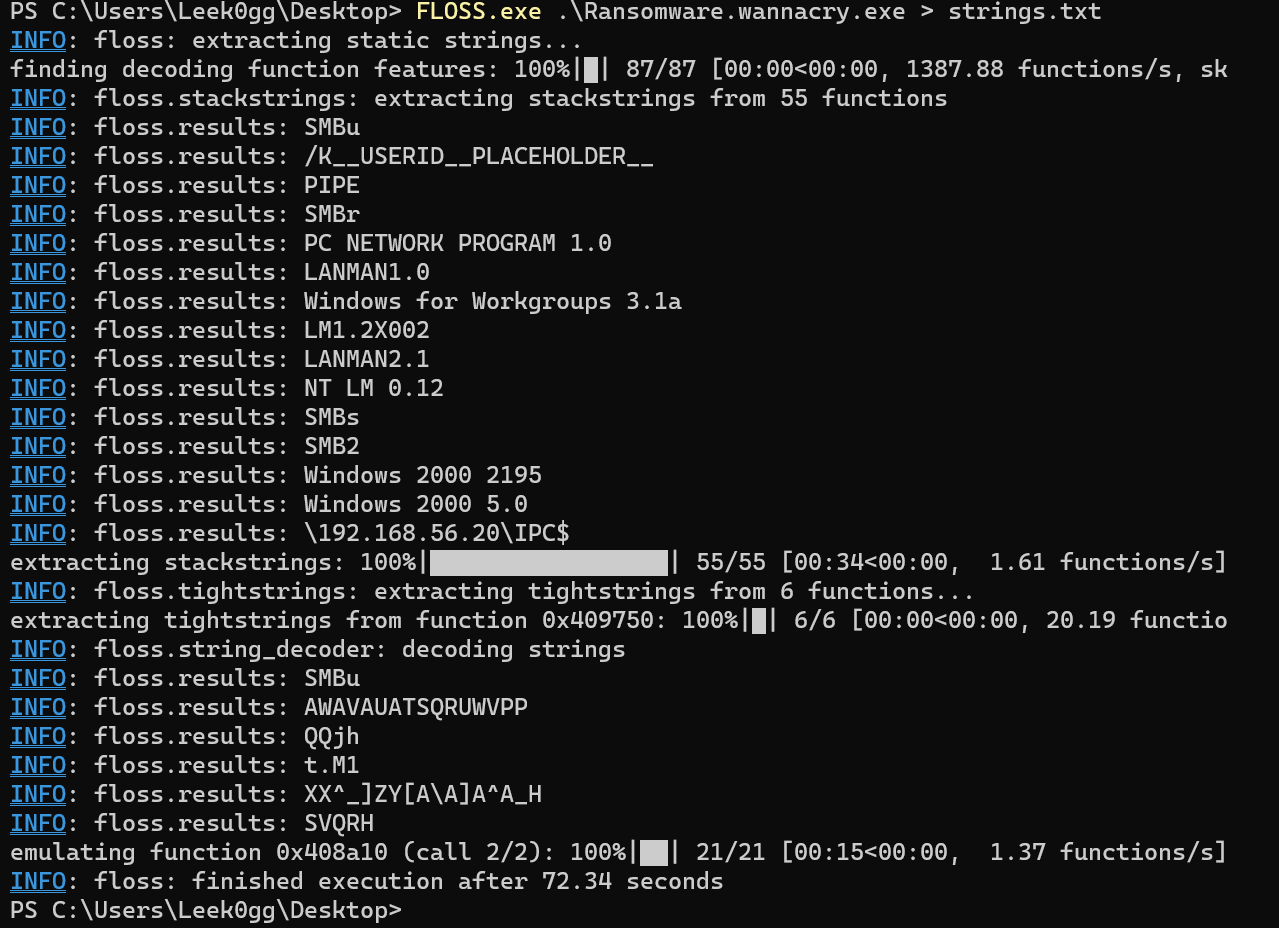 PS C:\Users\Leek0gg\Desktop> FLOSS.exe .\Ransomware.wannacry.exe > strings.txt
INFO: floss: extracting static strings...
finding decoding function features: 100%|█| 87/87 [00:00<00:00, 1387.88 functions/s, sk
INFO: floss.stackstrings: extracting stackstrings from 55 functions
INFO: floss.results: SMBu
INFO: floss.results: /K__USERID__PLACEHOLDER__
INFO: floss.results: PIPE
INFO: floss.results: SMBr
INFO: floss.results: PC NETWORK PROGRAM 1.0
INFO: floss.results: LANMAN1.0
INFO: floss.results: Windows for Workgroups 3.1a
INFO: floss.results: LM1.2X002
INFO: floss.results: LANMAN2.1
INFO: floss.results: NT LM 0.12
INFO: floss.results: SMBs
INFO: floss.results: SMB2
INFO: floss.results: Windows 2000 2195
INFO: floss.results: Windows 2000 5.0
INFO: floss.results: \192.168.56.20\IPC$
extracting stackstrings: 100%|█████████████████| 55/55 [00:34<00:00,  1.61 functions/s]
INFO: floss.tightstrings: extracting tightstrings from 6 functions...
extracting tightstrings from function 0x409750: 100%|█| 6/6 [00:00<00:00, 20.19 functio
INFO: floss.string_decoder: decoding strings
INFO: floss.results: SMBu
INFO: floss.results: AWAVAUATSQRUWVPP
INFO: floss.results: QQjh
INFO: floss.results: t.M1
INFO: floss.results: XX^_]ZY[A\A]A^A_H
INFO: floss.results: SVQRH
emulating function 0x408a10 (call 2/2): 100%|██| 21/21 [00:15<00:00,  1.37 functions/s]
INFO: floss: finished execution after 72.34 seconds
PS C:\Users\Leek0gg\Desktop>